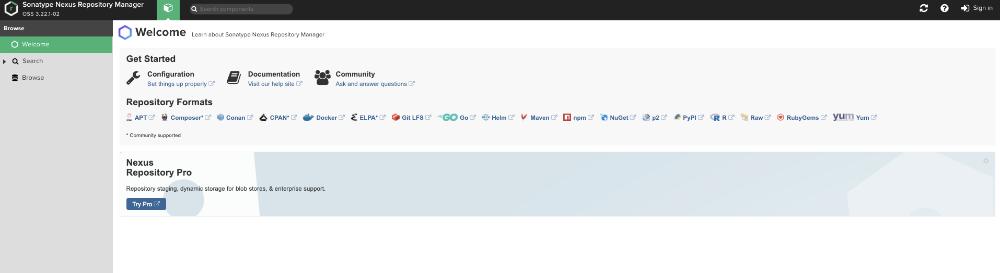 Sonatype Nexus Repository Manager
OSS 3.22.1-02
Search components
Sign in
Browse
Welcome
Search
Browse
Welcome Learn about Sonatype Nexus Repository Manager
Get Started
Configuration
Set things up properly
Documentation
Visit our help site
Community
Ask and answer questions
Repository Formats
APT Composer* Conan CPAN* Docker ELPA* Git LFS GO Go Helm Maven npm NuGet p2 PyPI R Raw RubyGems yum Yum
* Community supported
Nexus
Repository Pro
Repository staging, dynamic storage for blob stores, & enterprise support.
Try Pro